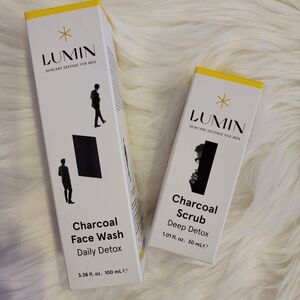 LUMIN
SKINCARE DEFENSE FOR MEN
Charcoal
Face Wash
Daily Detox
3.38 fl. oz. 100 mL ℮
LUMIN
SKINCARE DEFENSE FOR MEN
Charcoal
Scrub
Deep Detox
1.01 fl. oz. 30 mL ℮